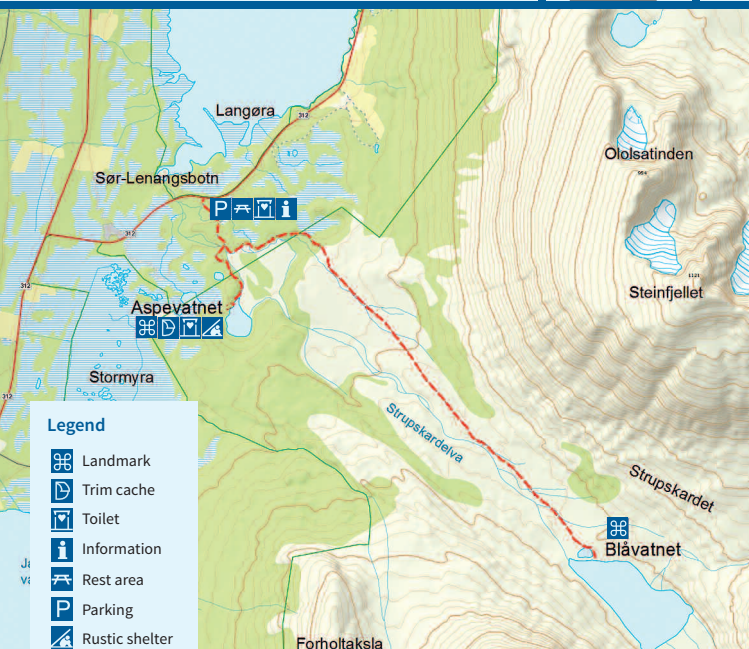 Langøra
312
Ololsatinden
Sør-Lenangsbotn
P
i
312
Steinfjellet
1121
312
Aspevatnet
Stormyra
312
Strupskardelva
Strupskardet
Blåvatnet
Legend
Landmark
Trim cache
Toilet
i Information
Rest area
P Parking
Rustic shelter
Forholtaksla